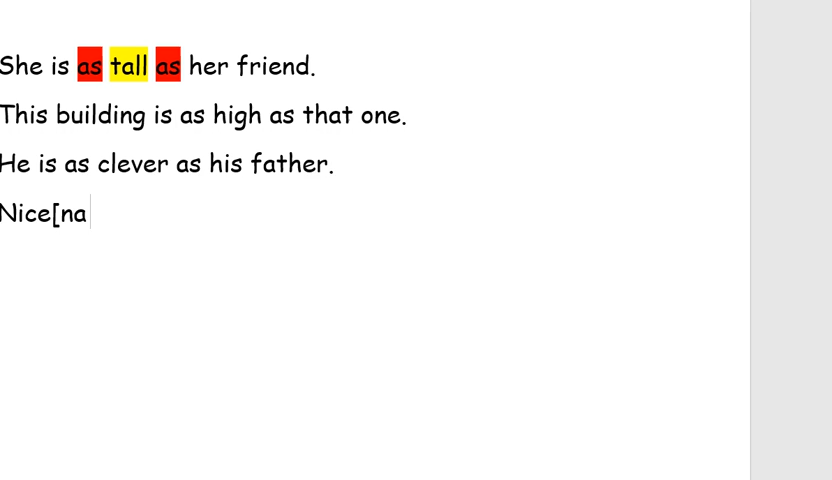 She is as tall as her friend.
This building is as high as that one.
He is as clever as his father.
Nice[na